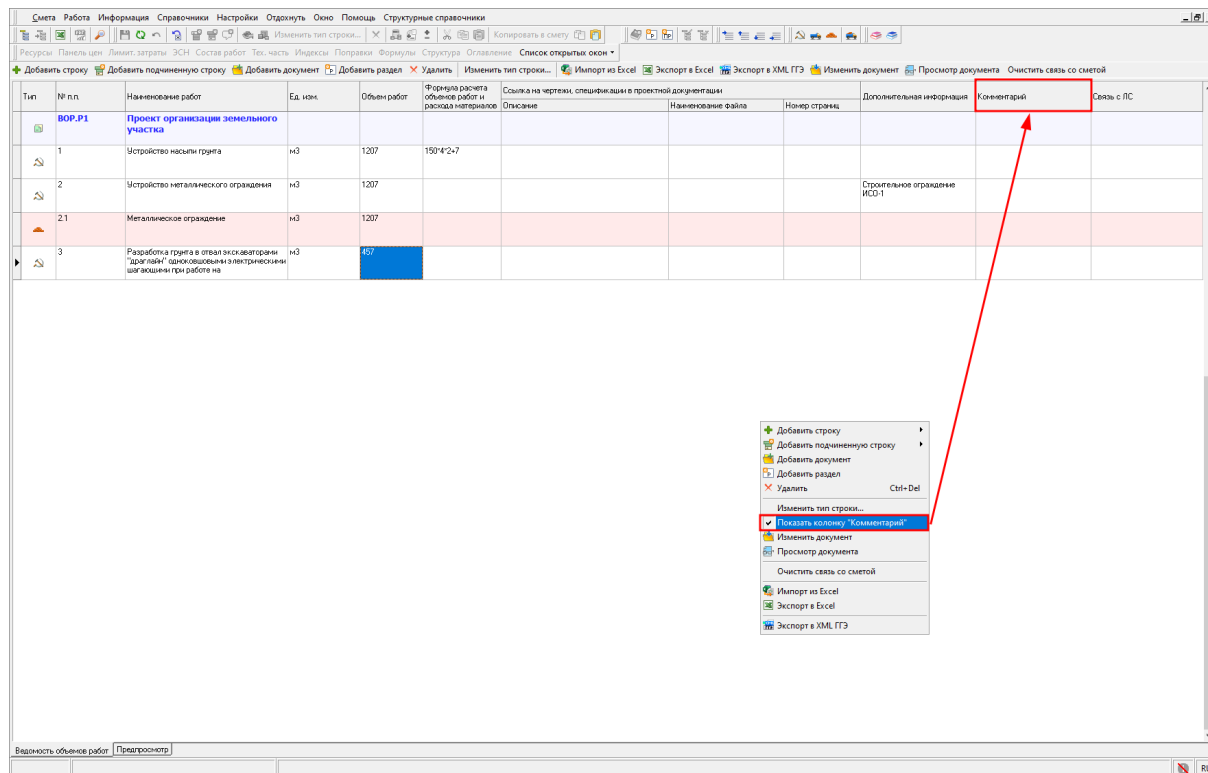 Смета Работа Информация Справочники Настройки Отдохнуть Окно Помощь Структурные справочники
Изменить тип строки... Копировать в смету
Ресурсы Панель цен Лимит.затраты ЭСН Состав работ Тех. часть Индексы Поправки Формулы Структура Оглавление Список открытых окон
Добавить строку Добавить подчиненную строку Добавить документ Добавить раздел Удалить Изменить тип строки... Импорт из Excel Экспорт в Excel Экспорт в XML ГГЭ Изменить документ Просмотр документа Очистить связь со сметой
Тип № п.п. Наименование работ Ед. изм. Объем работ Формула расчета объемов работ и расхода материалов Ссылка на чертежи, спецификации в проектной документации Дополнительная информация Комментарий Связь с ЛС
Описание Наименование файла Номер страниц
ВОР.Р1 Проект организации земельного
участка
1 Устройство насыпи грунта м3 1207 150*4*2+7
2 Устройство металлического ограждения м3 1207 Строительное ограждение
ИСО-1
2.1 Металлическое ограждение м3 1207
3 Разработка грунта в отвал экскаваторами м3 457
"драглайн" одноковшовыми электрическими
шагающими при работе на
Добавить строку
Добавить подчиненную строку
Добавить документ
Добавить раздел
Удалить Ctrl+Del
Изменить тип строки...
Показать колонку "Комментарий"
Изменить документ
Просмотр документа
Очистить связь со сметой
Импорт из Excel
Экспорт в Excel
Экспорт в XML ГГЭ
Ведомость объемов работ Предпросмотр